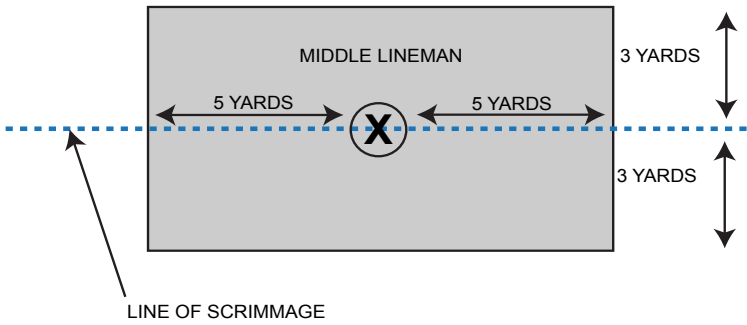 MIDDLE LINEMAN
3 YARDS
5 YARDS
5 YARDS
X
3 YARDS
LINE OF SCRIMMAGE